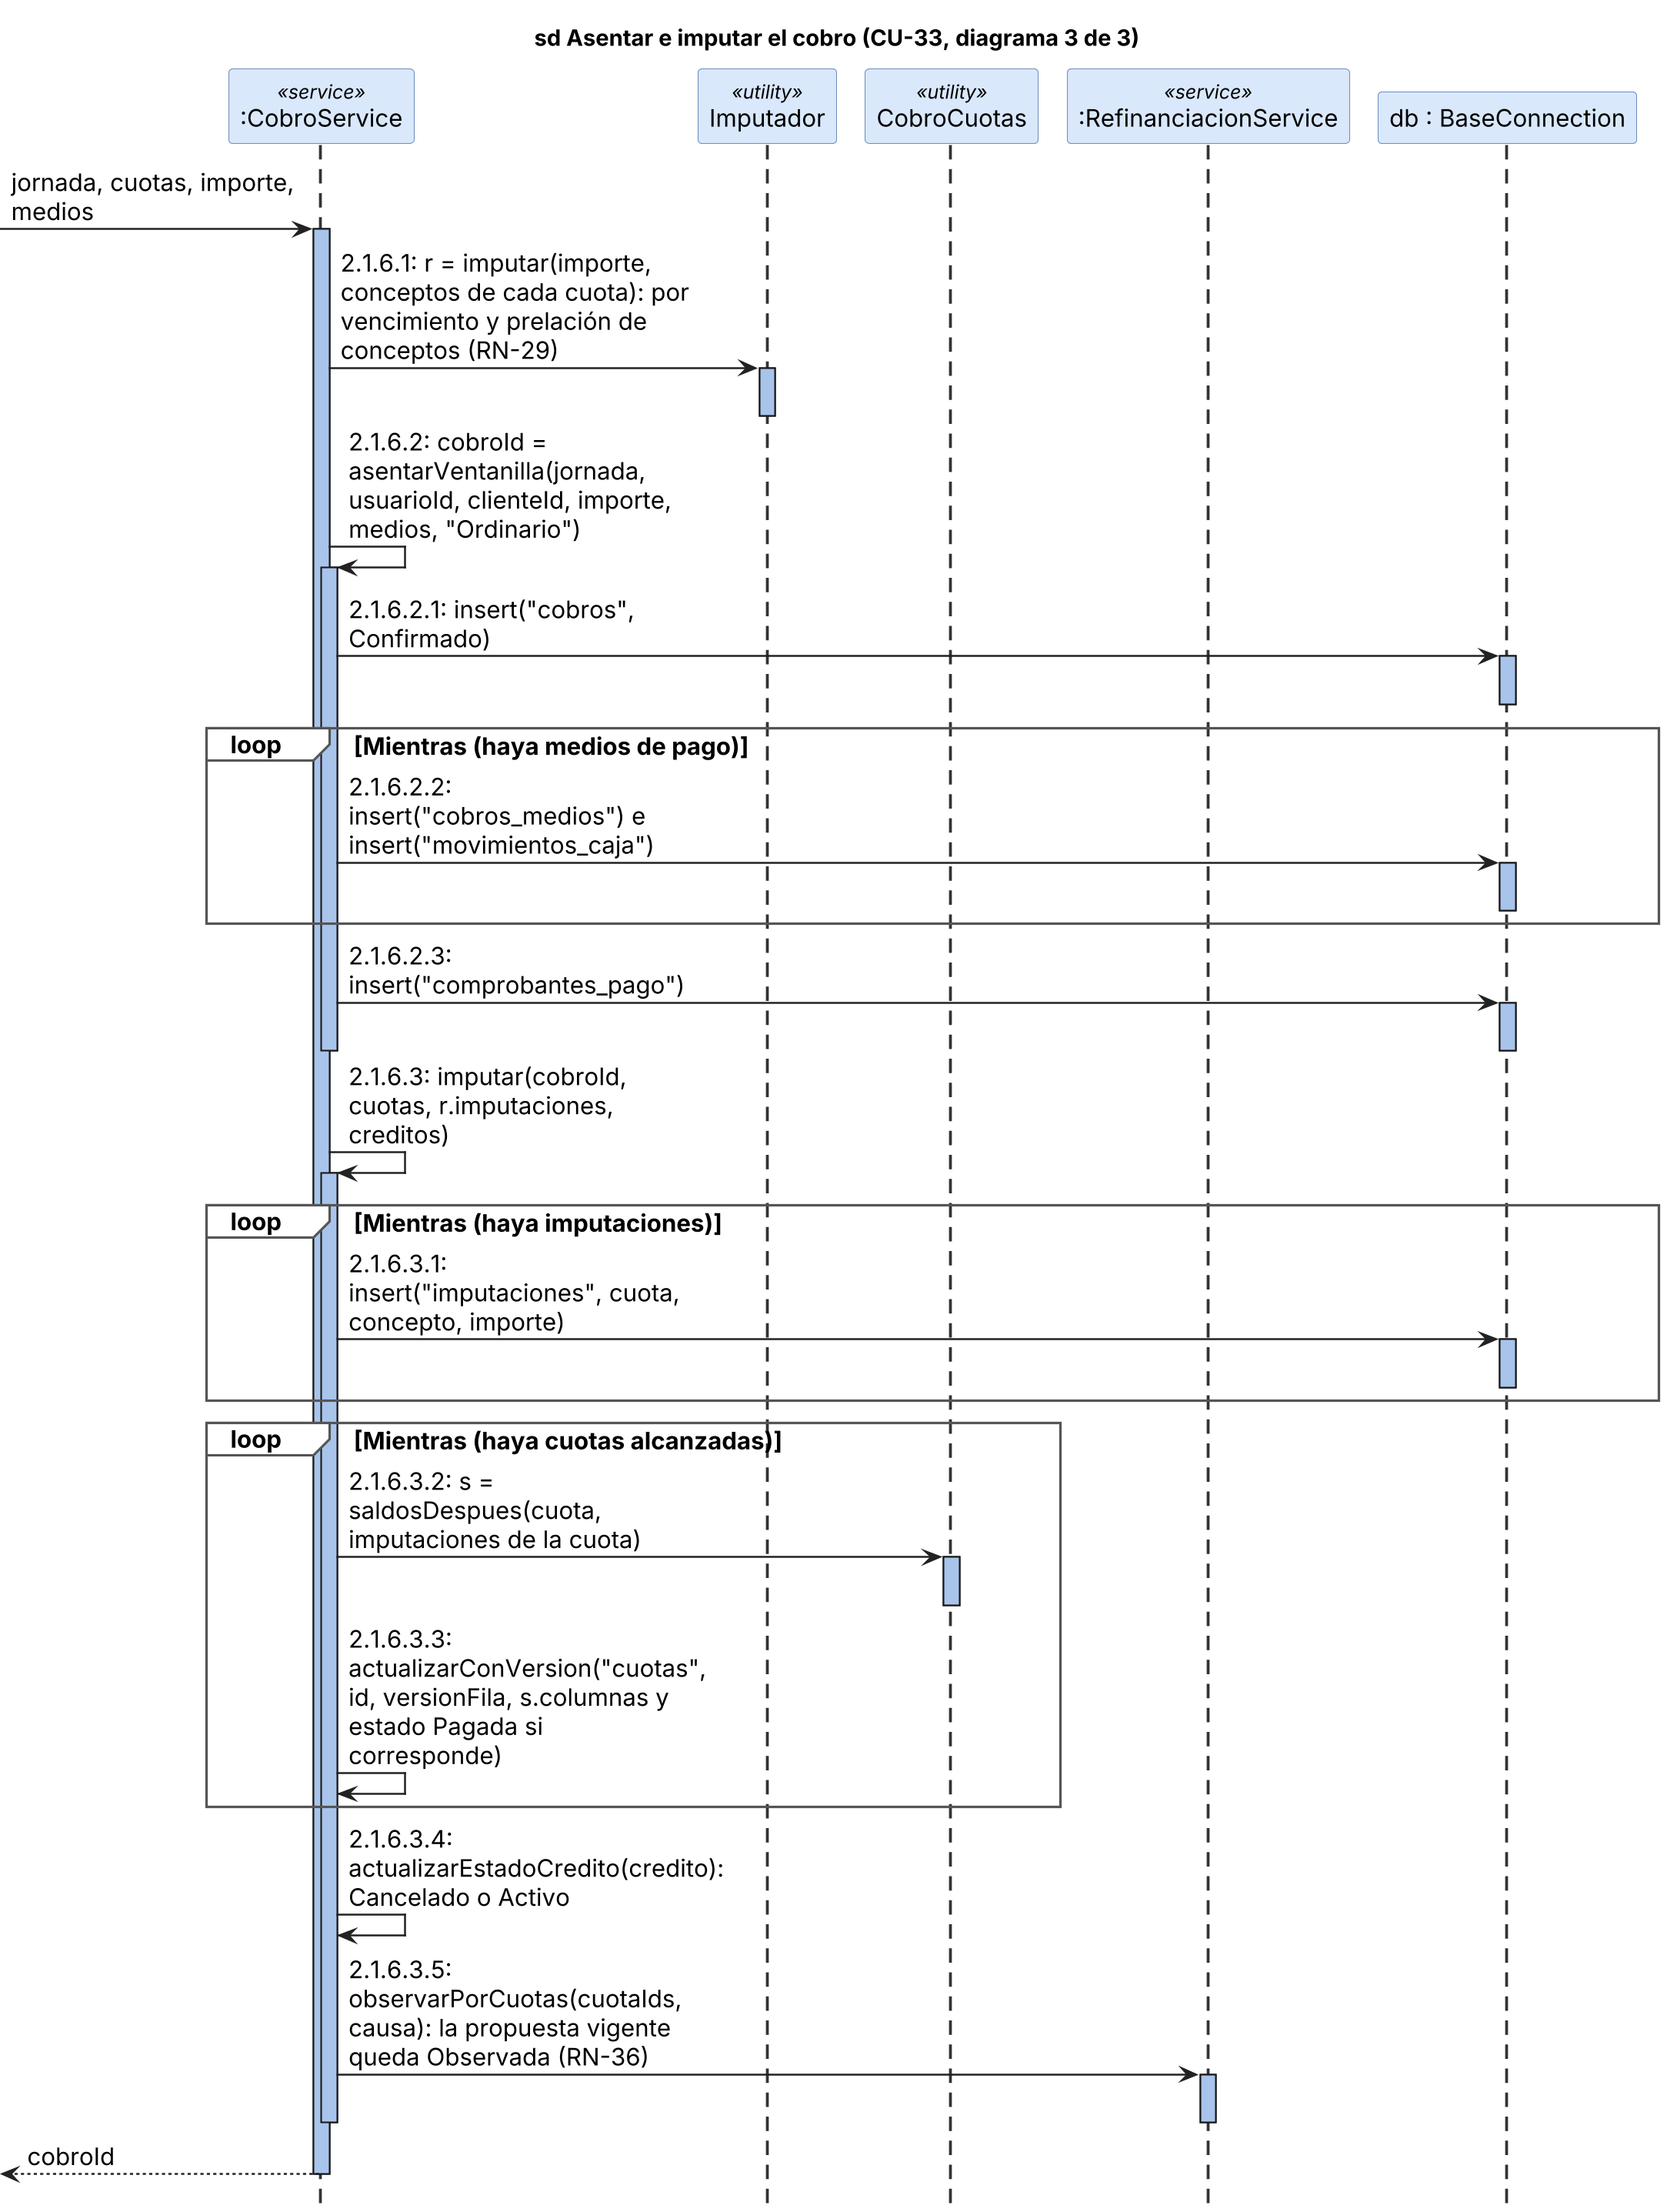 sd Asentar e imputar el cobro (CU-33, diagrama 3 de 3)
«service»
:CobroService
«utility»
Imputador
«utility»
CobroCuotas
«service»
:RefinanciacionService
db : BaseConnection
jornada, cuotas, importe,
medios
2.1.6.1: r = imputar(importe,
conceptos de cada cuota): por
vencimiento y prelación de
conceptos (RN-29)
2.1.6.2: cobroId =
asentarVentanilla(jornada,
usuarioId, clienteId, importe,
medios, "Ordinario")
2.1.6.2.1: insert("cobros",
Confirmado)
loop
[Mientras (haya medios de pago)]
2.1.6.2.2:
insert("cobros_medios") e
insert("movimientos_caja")
2.1.6.2.3:
insert("comprobantes_pago")
2.1.6.3: imputar(cobroId,
cuotas, r.imputaciones,
creditos)
loop
[Mientras (haya imputaciones)]
2.1.6.3.1:
insert("imputaciones", cuota,
concepto, importe)
loop
[Mientras (haya cuotas alcanzadas)]
2.1.6.3.2: s =
saldosDespues(cuota,
imputaciones de la cuota)
2.1.6.3.3:
actualizarConVersion("cuotas",
id, versionFila, s.columnas y
estado Pagada si
corresponde)
2.1.6.3.4:
actualizarEstadoCredito(credito):
Cancelado o Activo
2.1.6.3.5:
observarPorCuotas(cuotaIds,
causa): la propuesta vigente
queda Observada (RN-36)
cobroId